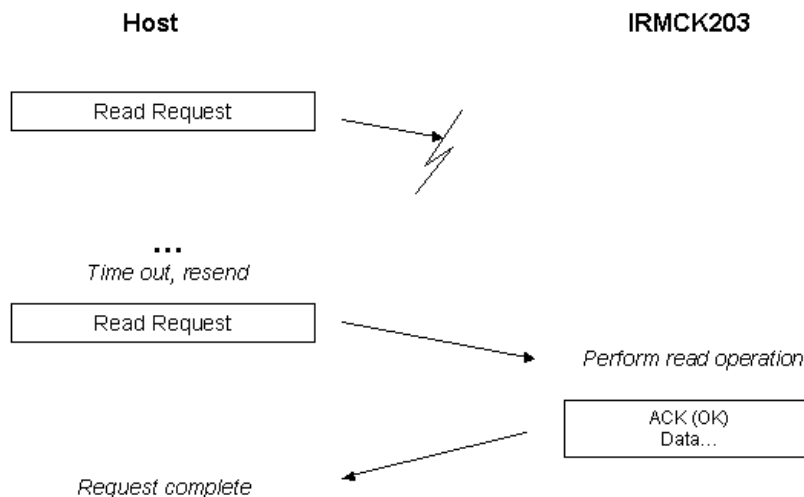 Host
IRMCK203
Read Request
...
Time out, resend
Read Request
Perform read operation
ACK (OK)
Data...
Request complete